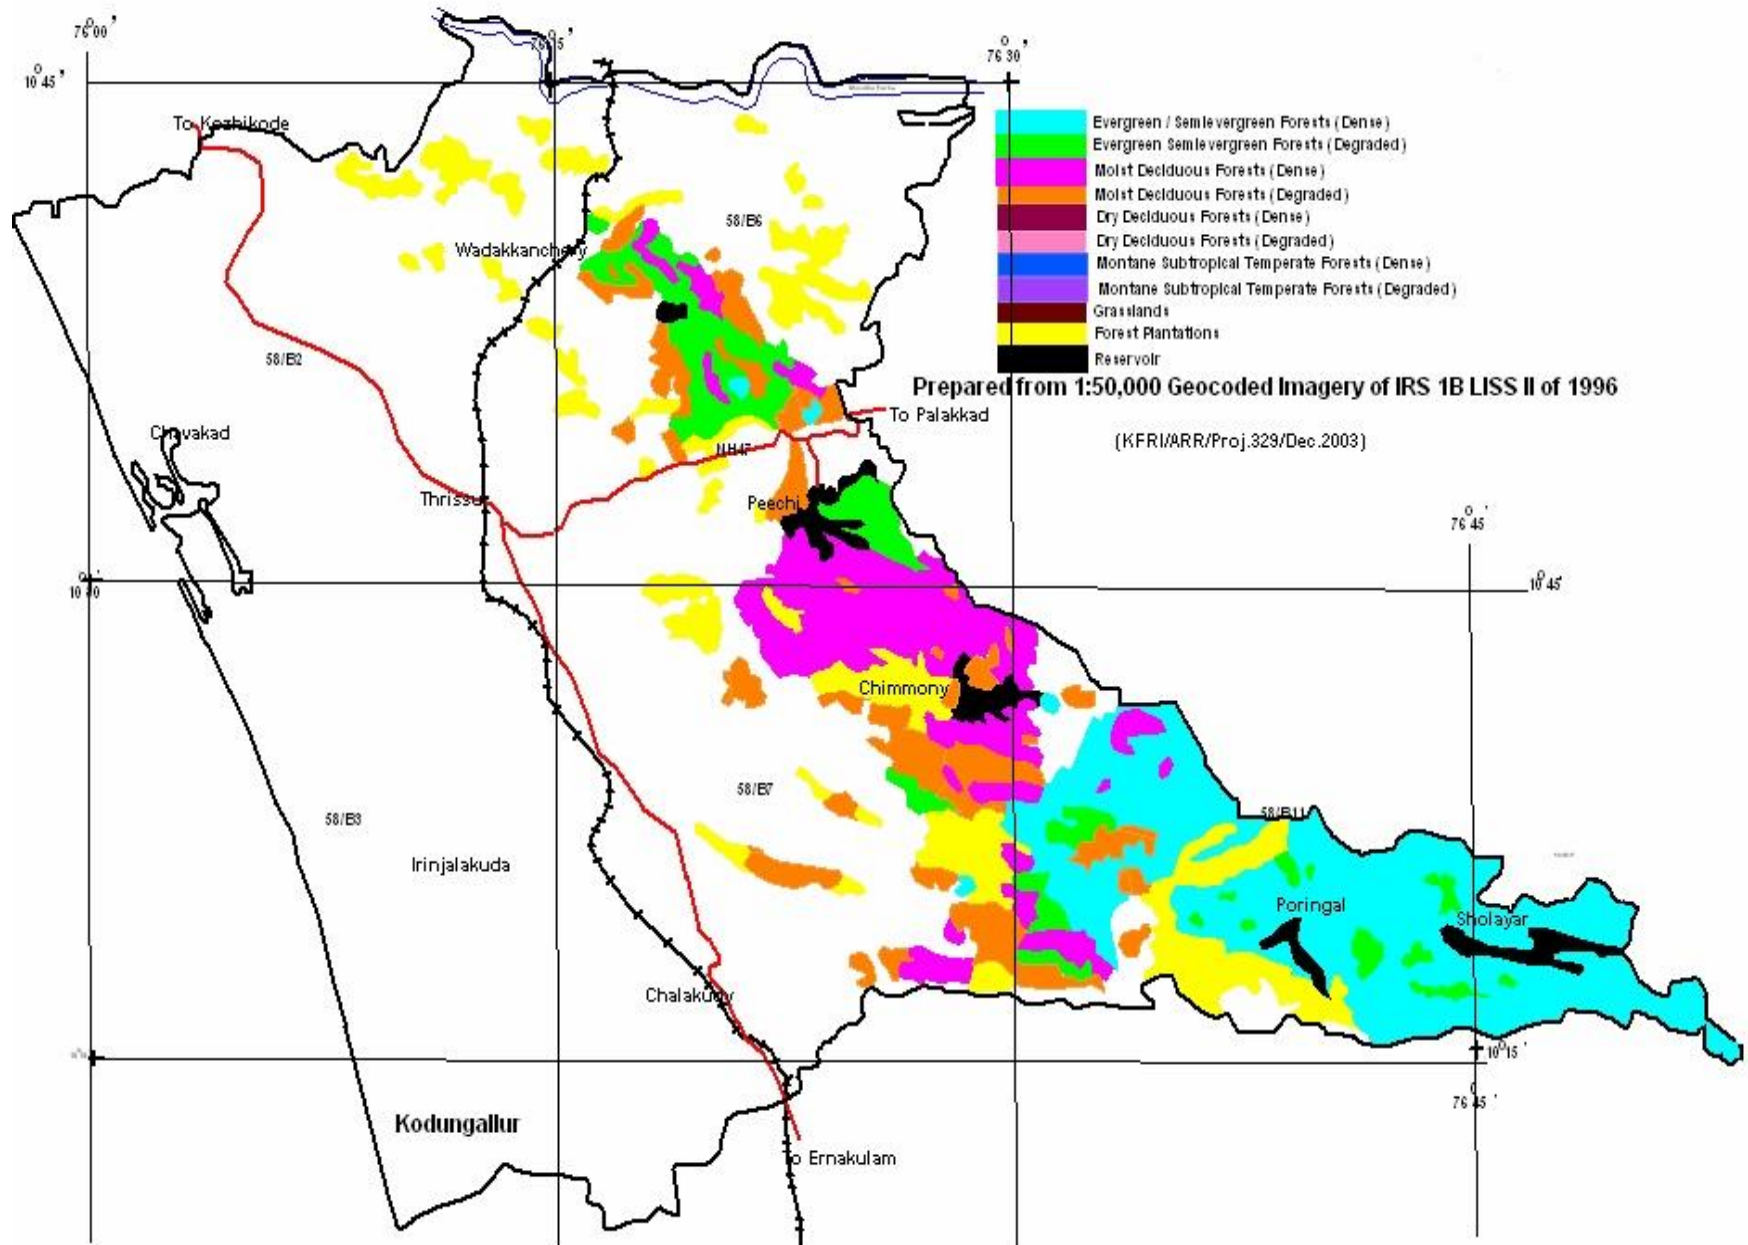 76°00'
76°15'
76°30'
10°45'
To Kozhikode
Evergreen / Semievergreen Forests (Dense)
Evergreen Semievergreen Forests (Degraded)
Moist Deciduous Forests (Dense)
Moist Deciduous Forests (Degraded)
Dry Deciduous Forests (Dense)
Dry Deciduous Forests (Degraded)
Montane Subtropical Temperate Forests (Dense)
Montane Subtropical Temperate Forests (Degraded)
Grasslands
Forest Plantations
Reservoir
58/B6
Wadakkanchery
58/B2
Prepared from 1:50,000 Geocoded Imagery of IRS 1B LISS II of 1996
To Palakkad
(KFRI/ARR/Proj.329/Dec.2003)
Chavakad
NH47
Thrissur
Peechi
76°45'
10°30'
10°45'
Chimmony
58/B7
58/B11
58/B3
Irinjalakuda
Poringal
Sholayar
Chalakudy
10°15'
76°45'
Kodungallur
To Ernakulam